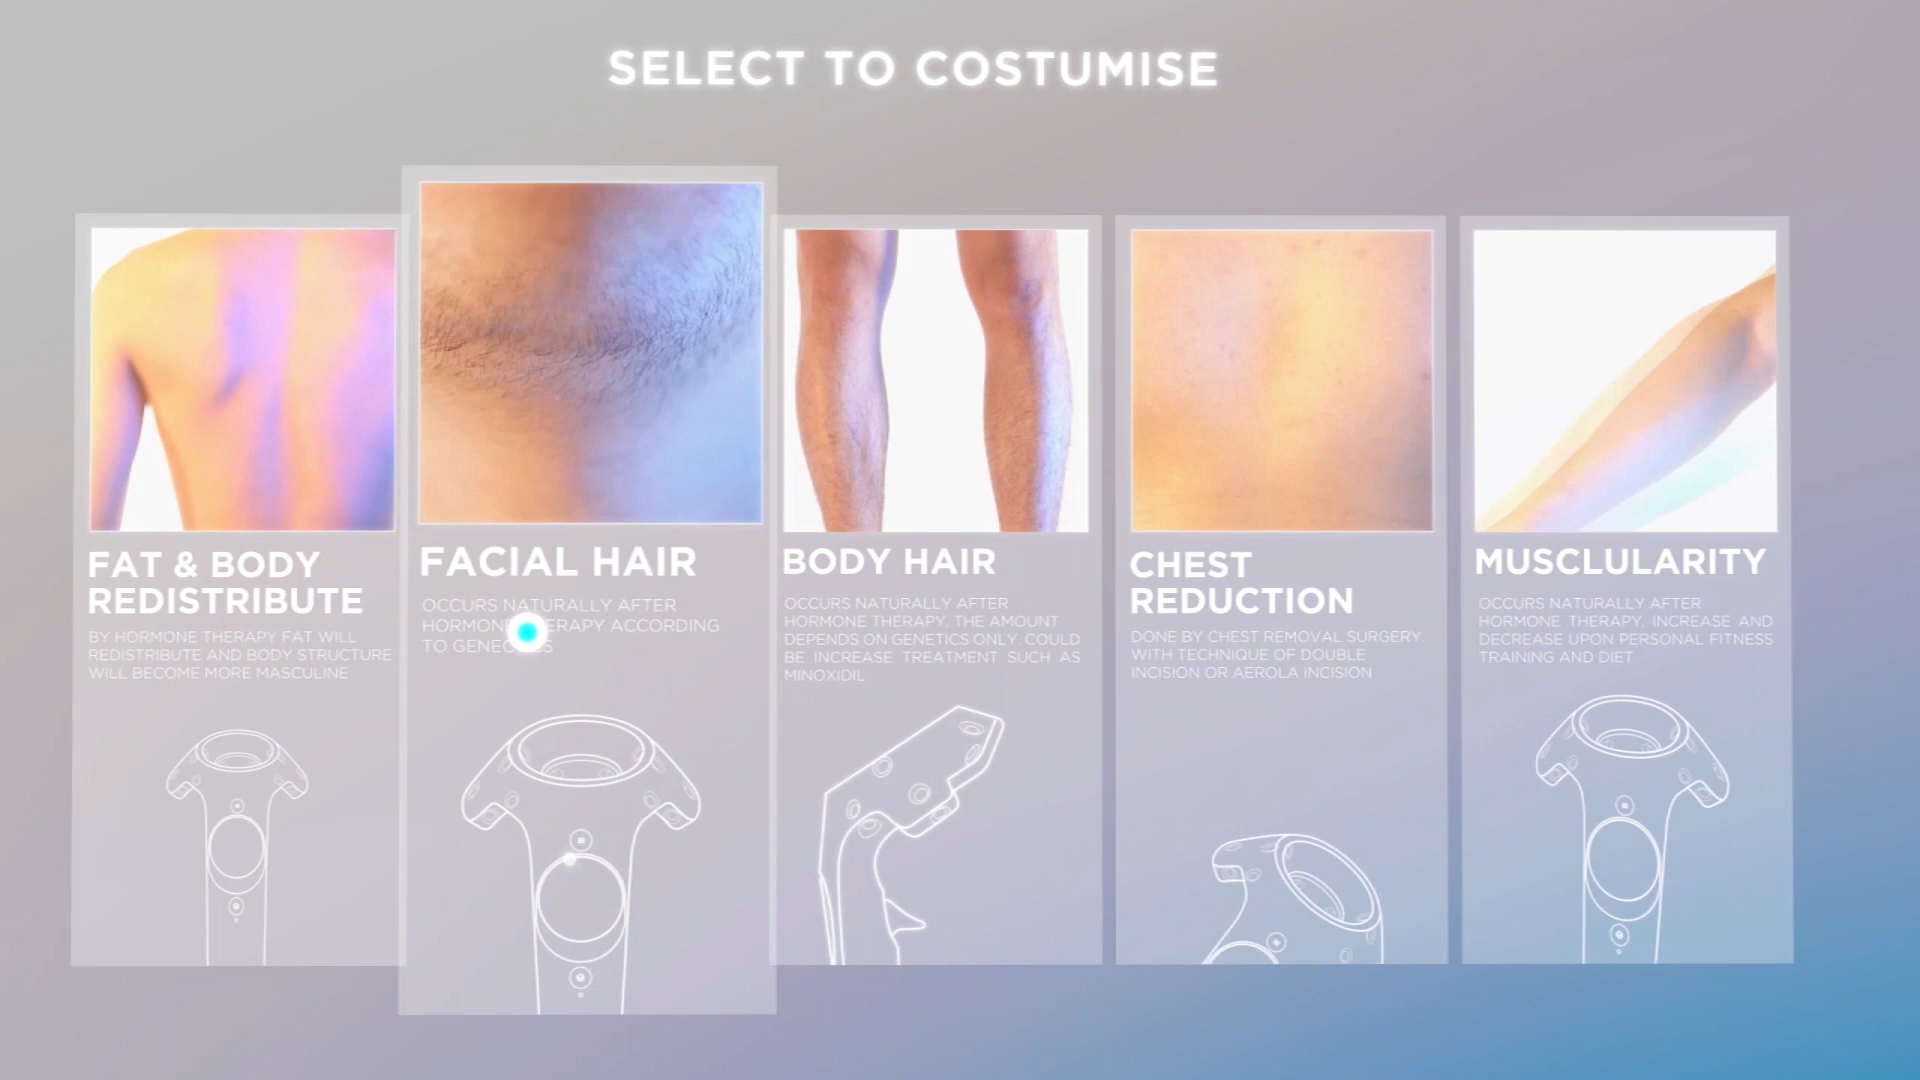 SELECT TO COSTUMISE
FAT & BODY
REDISTRIBUTE
BY HORMONE THERAPY FAT WILL
REDISTRIBUTE AND BODY STRUCTURE
WILL BECOME MORE MASCULINE
FACIAL HAIR
OCCURS NATURALLY AFTER
HORMONE THERAPY ACCORDING
TO
BODY HAIR
OCCURS NATURALLY AFTER
HORMONE THERAPY. THE AMOUNT
DEPENDS ON GENETICS ONLY. COULD
BE INCREASE TREATMENT SUCH AS
MINOXIDIL
CHEST
REDUCTION
DONE BY CHEST REMOVAL SURGERY.
WITH TECHNIQUE OF DOUBLE
INCISION OR AEROLA INCISION
MUSCLULARITY
OCCURS NATURALLY AFTER
HORMONE THERAPY. INCREASE AND
DECREASE UPON PERSONAL FITNESS
TRAINING AND DIET